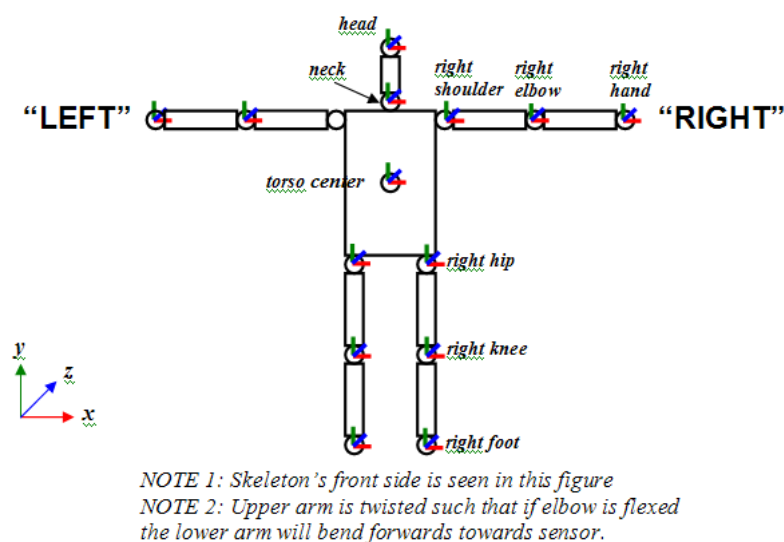 head
neck
right shoulder
right elbow
right hand
“LEFT”
“RIGHT”
torso center
right hip
right knee
right foot
y
z
x
NOTE 1: Skeleton's front side is seen in this figure
NOTE 2: Upper arm is twisted such that if elbow is flexed
the lower arm will bend forwards towards sensor.